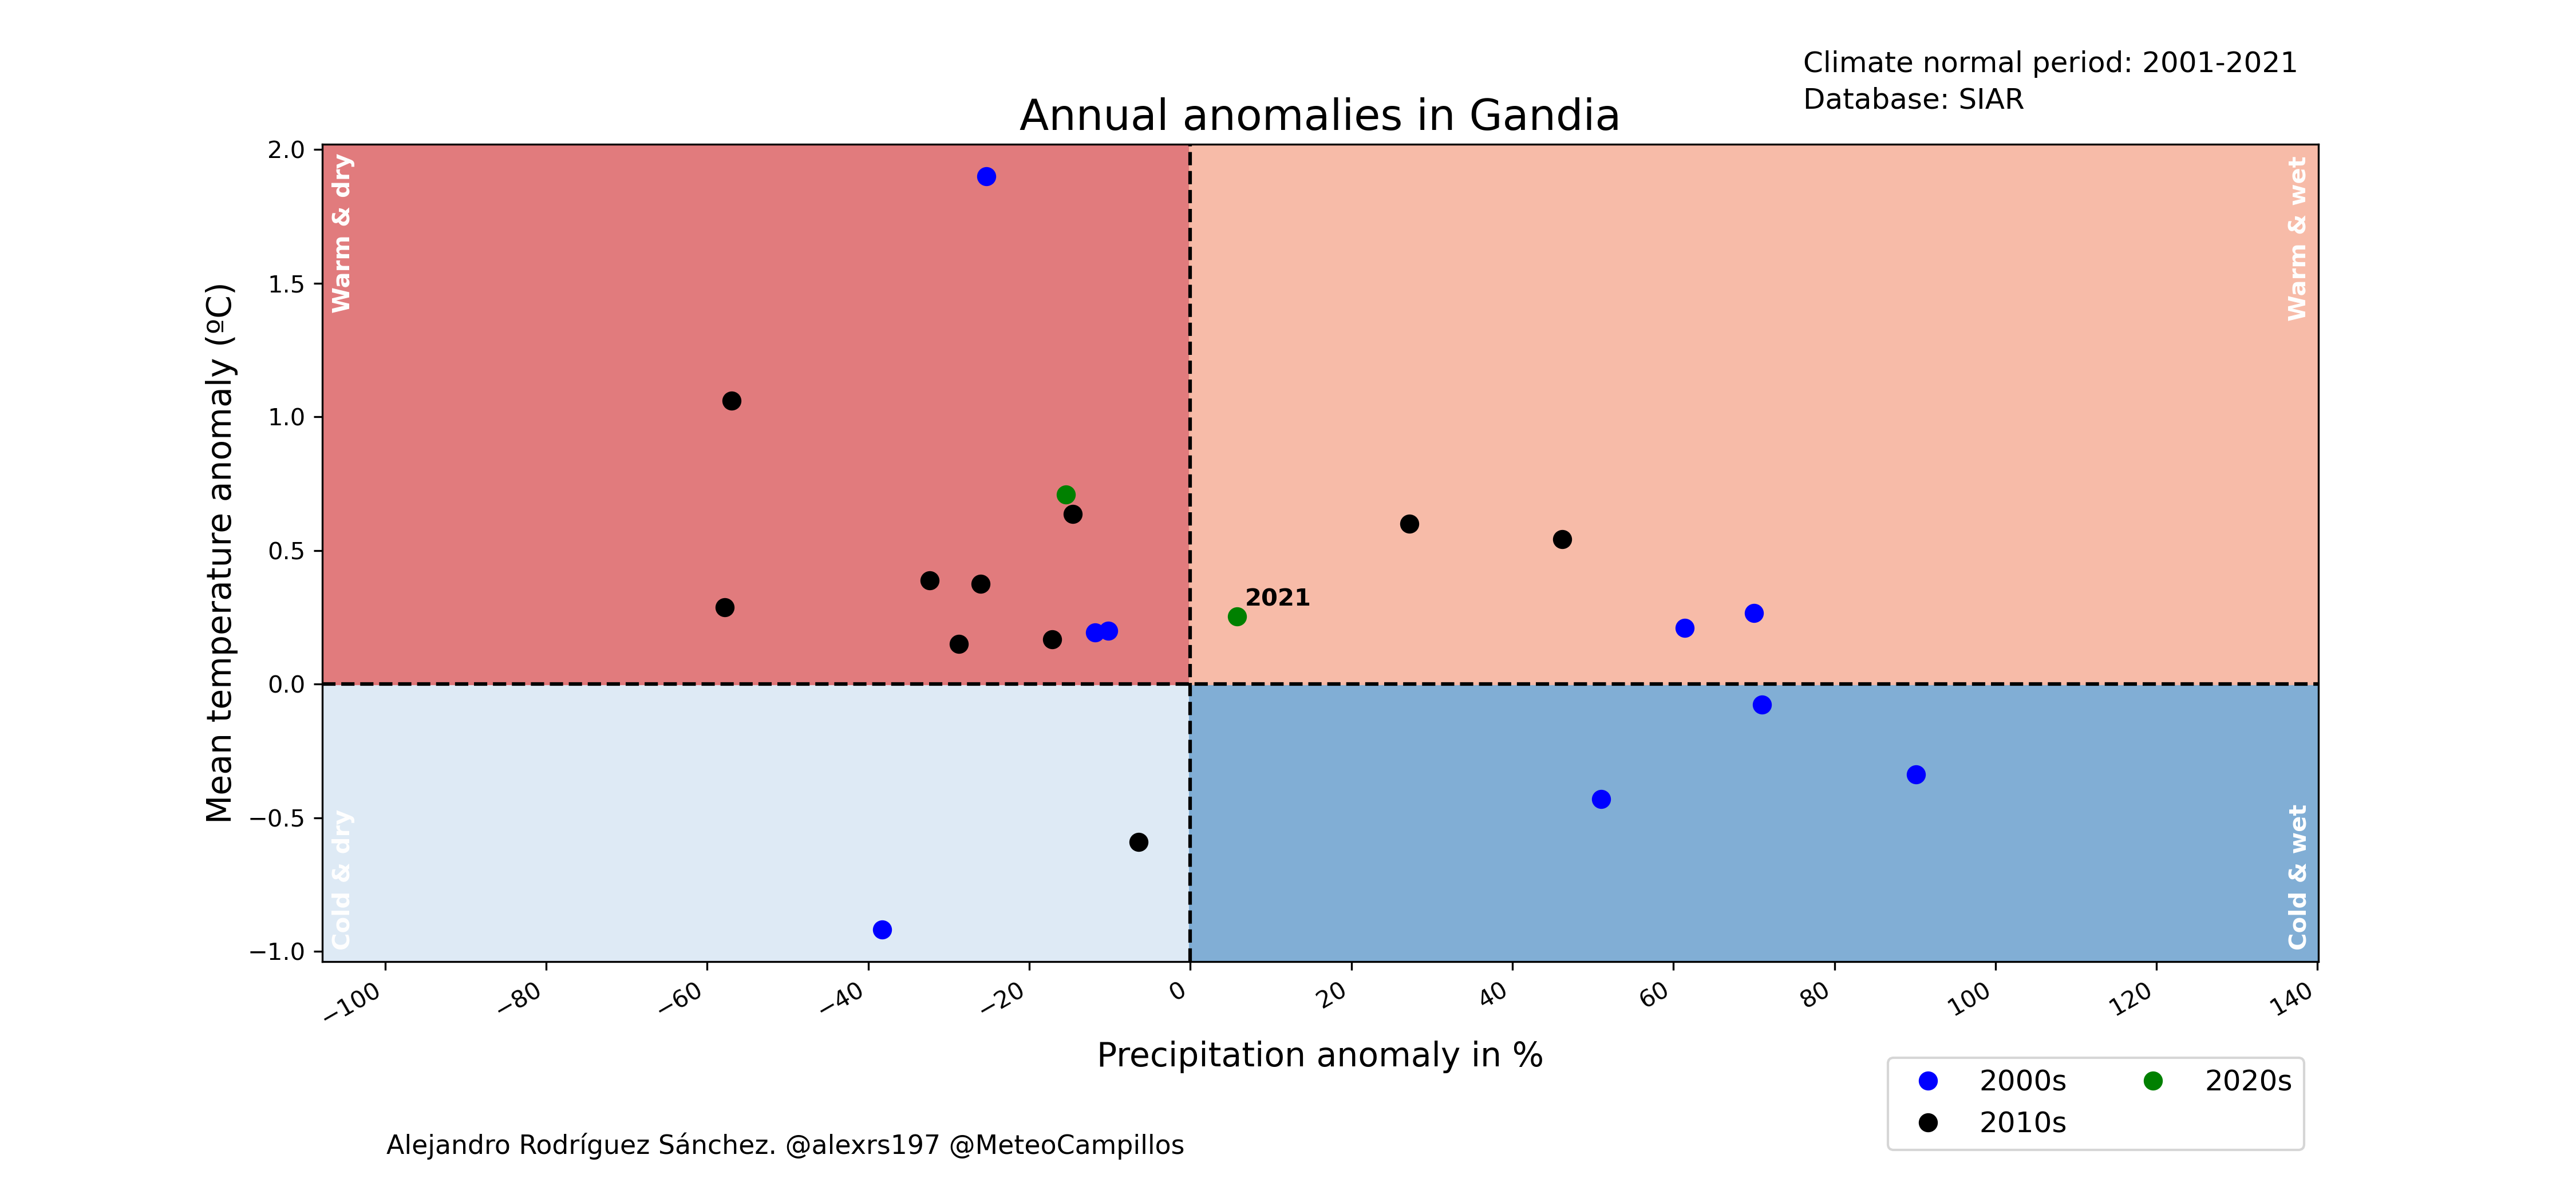 Climate normal period: 2001-2021
Database: SIAR
Annual anomalies in Gandia
Mean temperature anomaly (ºC)
2.0
1.5
1.0
0.5
0.0
−0.5
−1.0
Warm & dry
Warm & wet
2021
Cold & dry
Cold & wet
−100
−80
−60
−40
−20
0
20
40
60
80
100
120
140
Precipitation anomaly in %
2000s
2010s
2020s
Alejandro Rodríguez Sánchez. @alexrs197 @MeteoCampillos